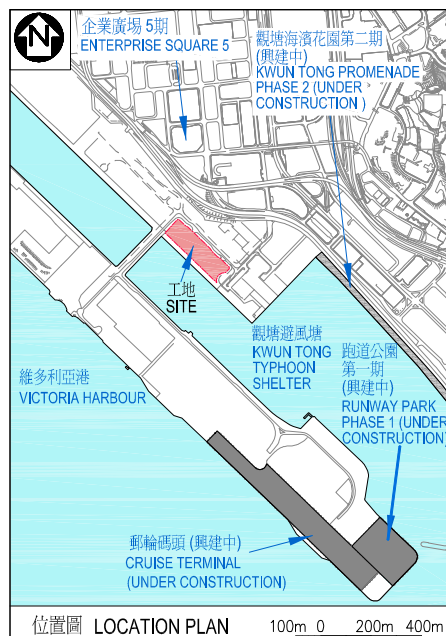 N
企業廣場 5期
ENTERPRISE SQUARE 5
觀塘海濱花園第二期
(興建中)
KWUN TONG PROMENADE
PHASE 2 (UNDER
CONSTRUCTION )
工地
SITE
觀塘避風塘
KWUN TONG
TYPHOON
SHELTER
跑道公園
第一期
(興建中)
RUNWAY PARK
PHASE 1 (UNDER
CONSTRUCTION)
維多利亞港
VICTORIA HARBOUR
郵輪碼頭 (興建中)
CRUISE TERMINAL
(UNDER CONSTRUCTION)
位置圖 LOCATION PLAN 100m 0 200m 400m